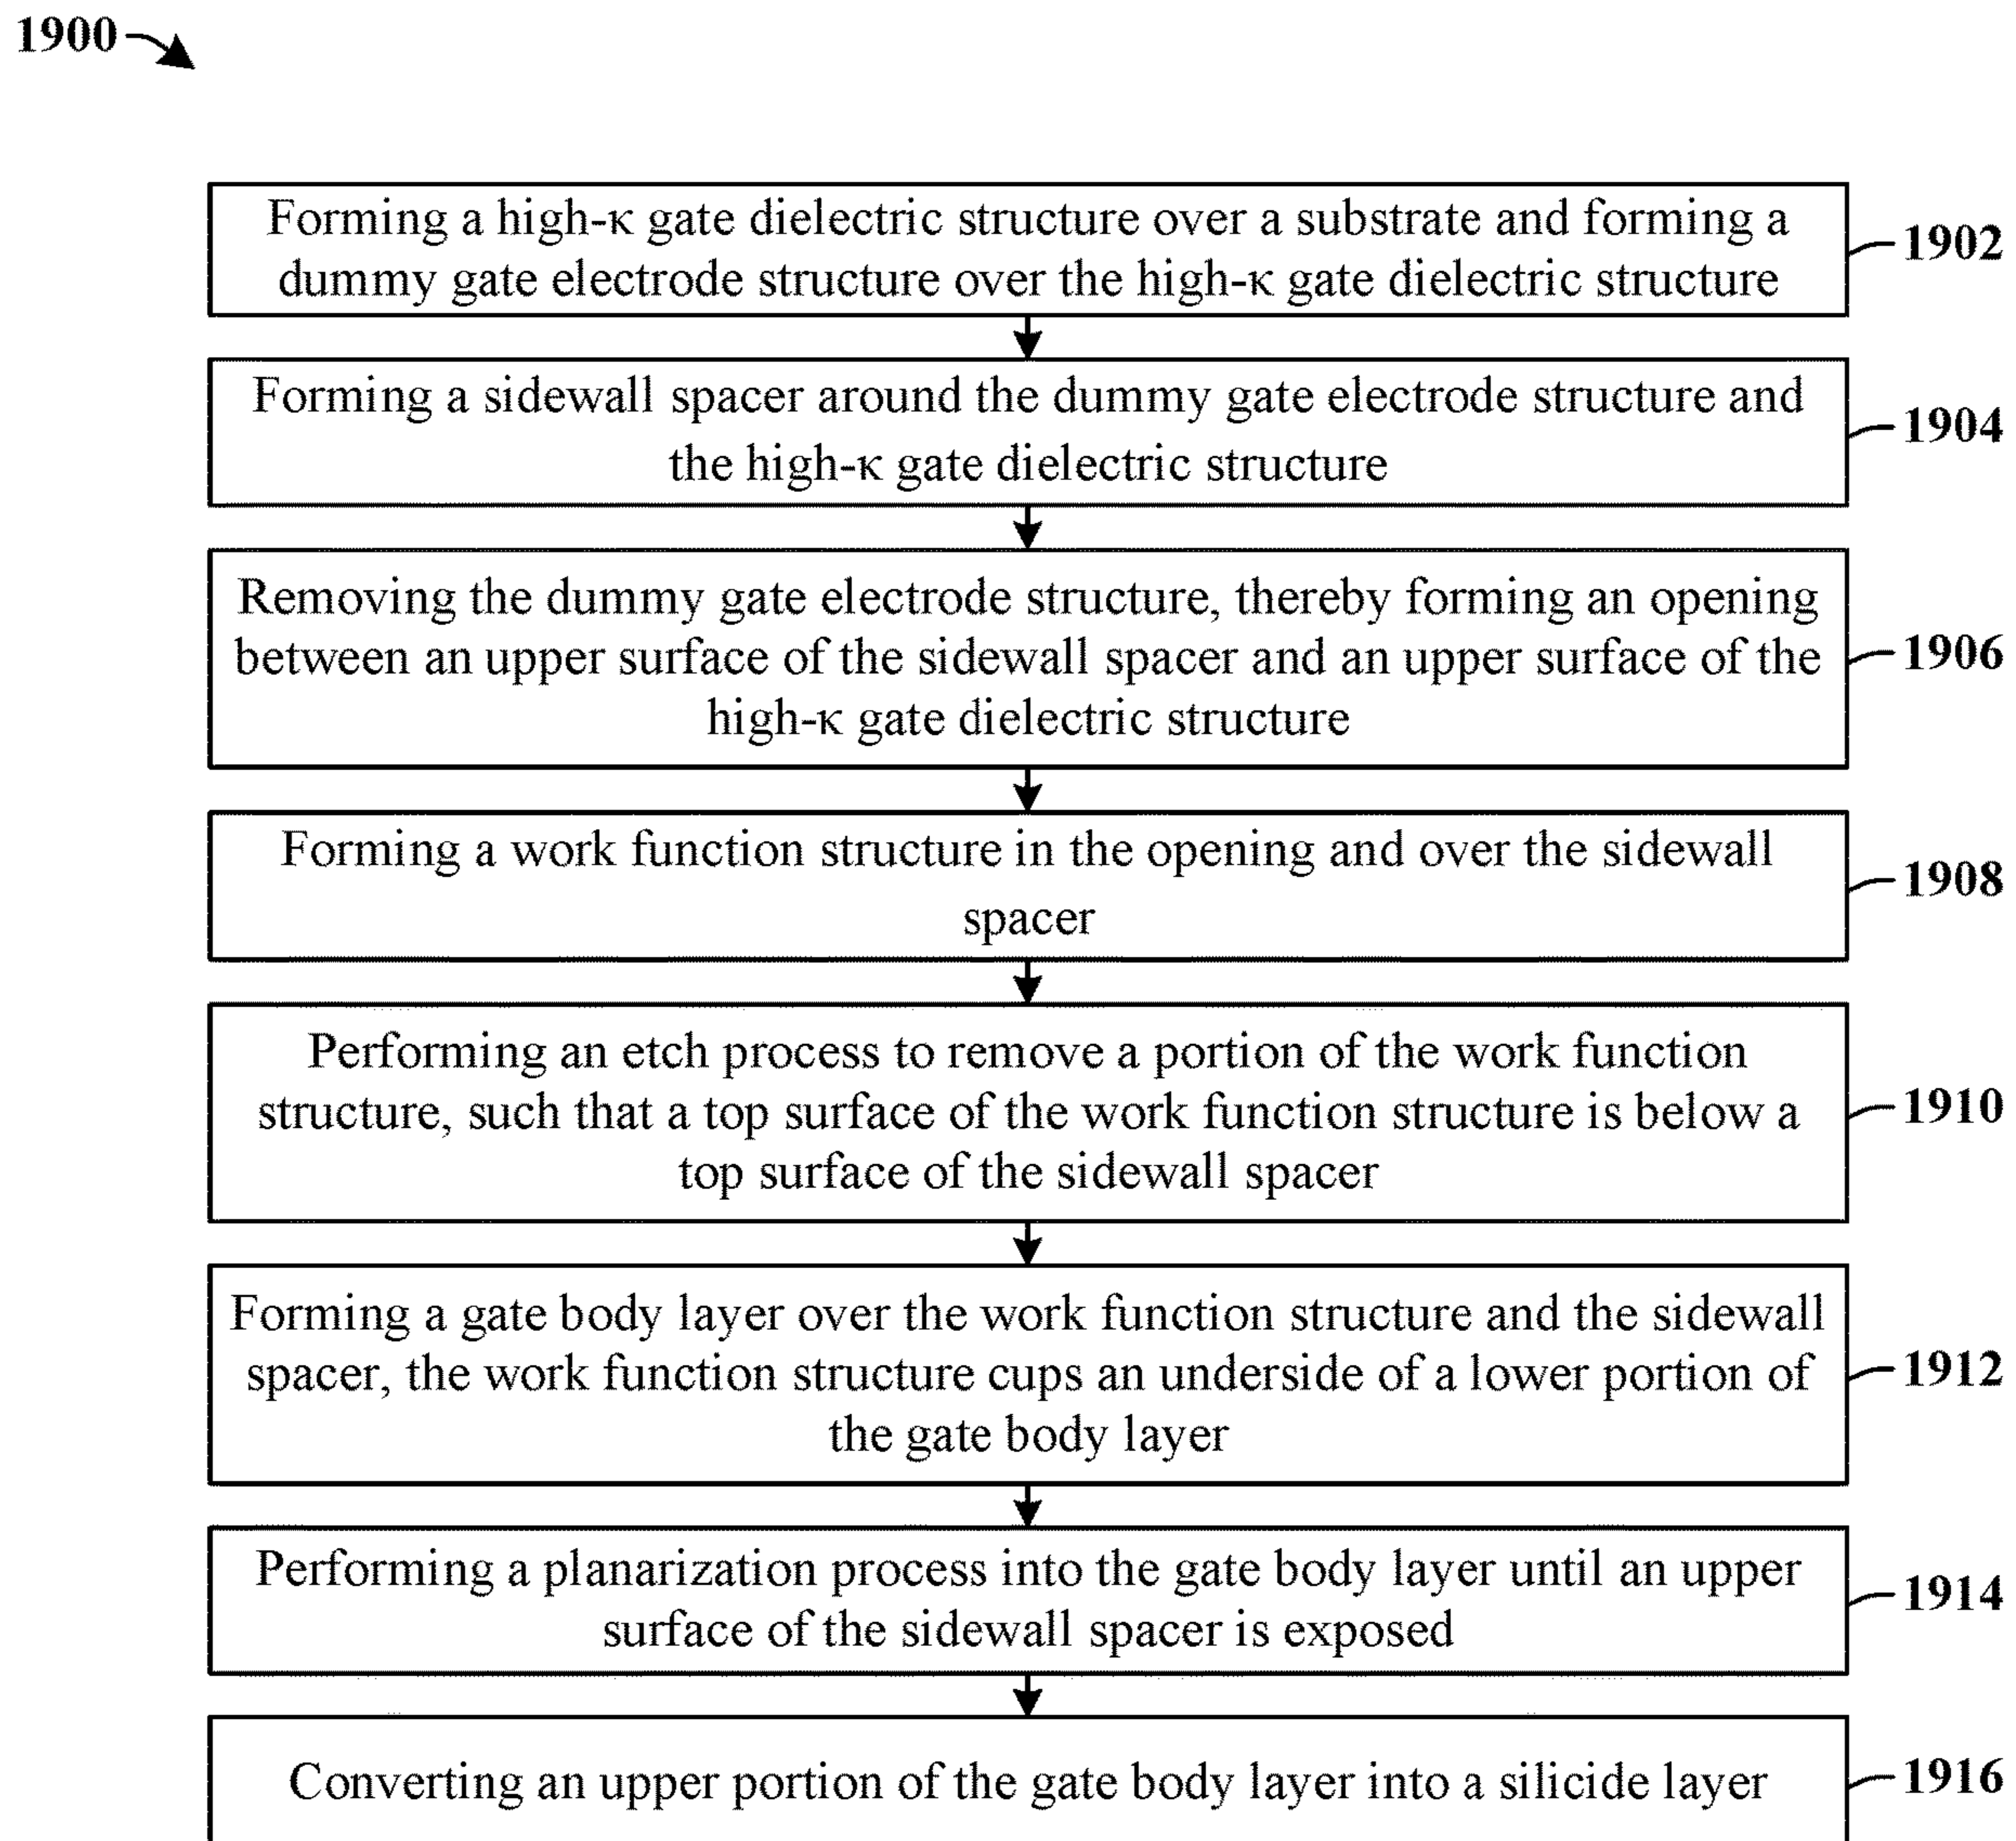 1900
Forming a high-κ gate dielectric structure over a substrate and forming a
dummy gate electrode structure over the high-κ gate dielectric structure
1902
Forming a sidewall spacer around the dummy gate electrode structure and
the high-κ gate dielectric structure
1904
Removing the dummy gate electrode structure, thereby forming an opening
between an upper surface of the sidewall spacer and an upper surface of the
high-κ gate dielectric structure
1906
Forming a work function structure in the opening and over the sidewall
spacer
1908
Performing an etch process to remove a portion of the work function
structure, such that a top surface of the work function structure is below a
top surface of the sidewall spacer
1910
Forming a gate body layer over the work function structure and the sidewall
spacer, the work function structure cups an underside of a lower portion of
the gate body layer
1912
Performing a planarization process into the gate body layer until an upper
surface of the sidewall spacer is exposed
1914
Converting an upper portion of the gate body layer into a silicide layer
1916